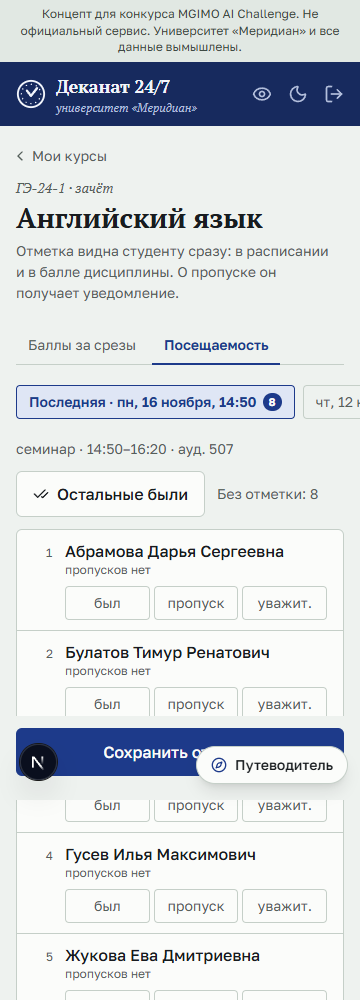 Концепт для конкурса MGIMO AI Challenge. Не
официальный сервис. Университет «Меридиан» и все
данные вымышлены.
Деканат 24/7
университет «Меридиан»
Мои курсы
ГЭ-24-1 · зачёт
Английский язык
Отметка видна студенту сразу: в расписании
и в балле дисциплины. О пропуске он
получает уведомление.
Баллы за срезы Посещаемость
Последняя · пн, 16 ноября, 14:50 8 чт, 12
семинар · 14:50–16:20 · ауд. 507
Остальные были Без отметки: 8
1 Абрамова Дарья Сергеевна
пропусков нет
был пропуск уважит.
2 Булатов Тимур Ренатович
пропусков нет
был пропуск уважит.
Сохранить
N Путеводитель
был пропуск уважит.
4 Гусев Илья Максимович
пропусков нет
был пропуск уважит.
5 Жукова Ева Дмитриевна
пропусков нет
был пропуск уважит.